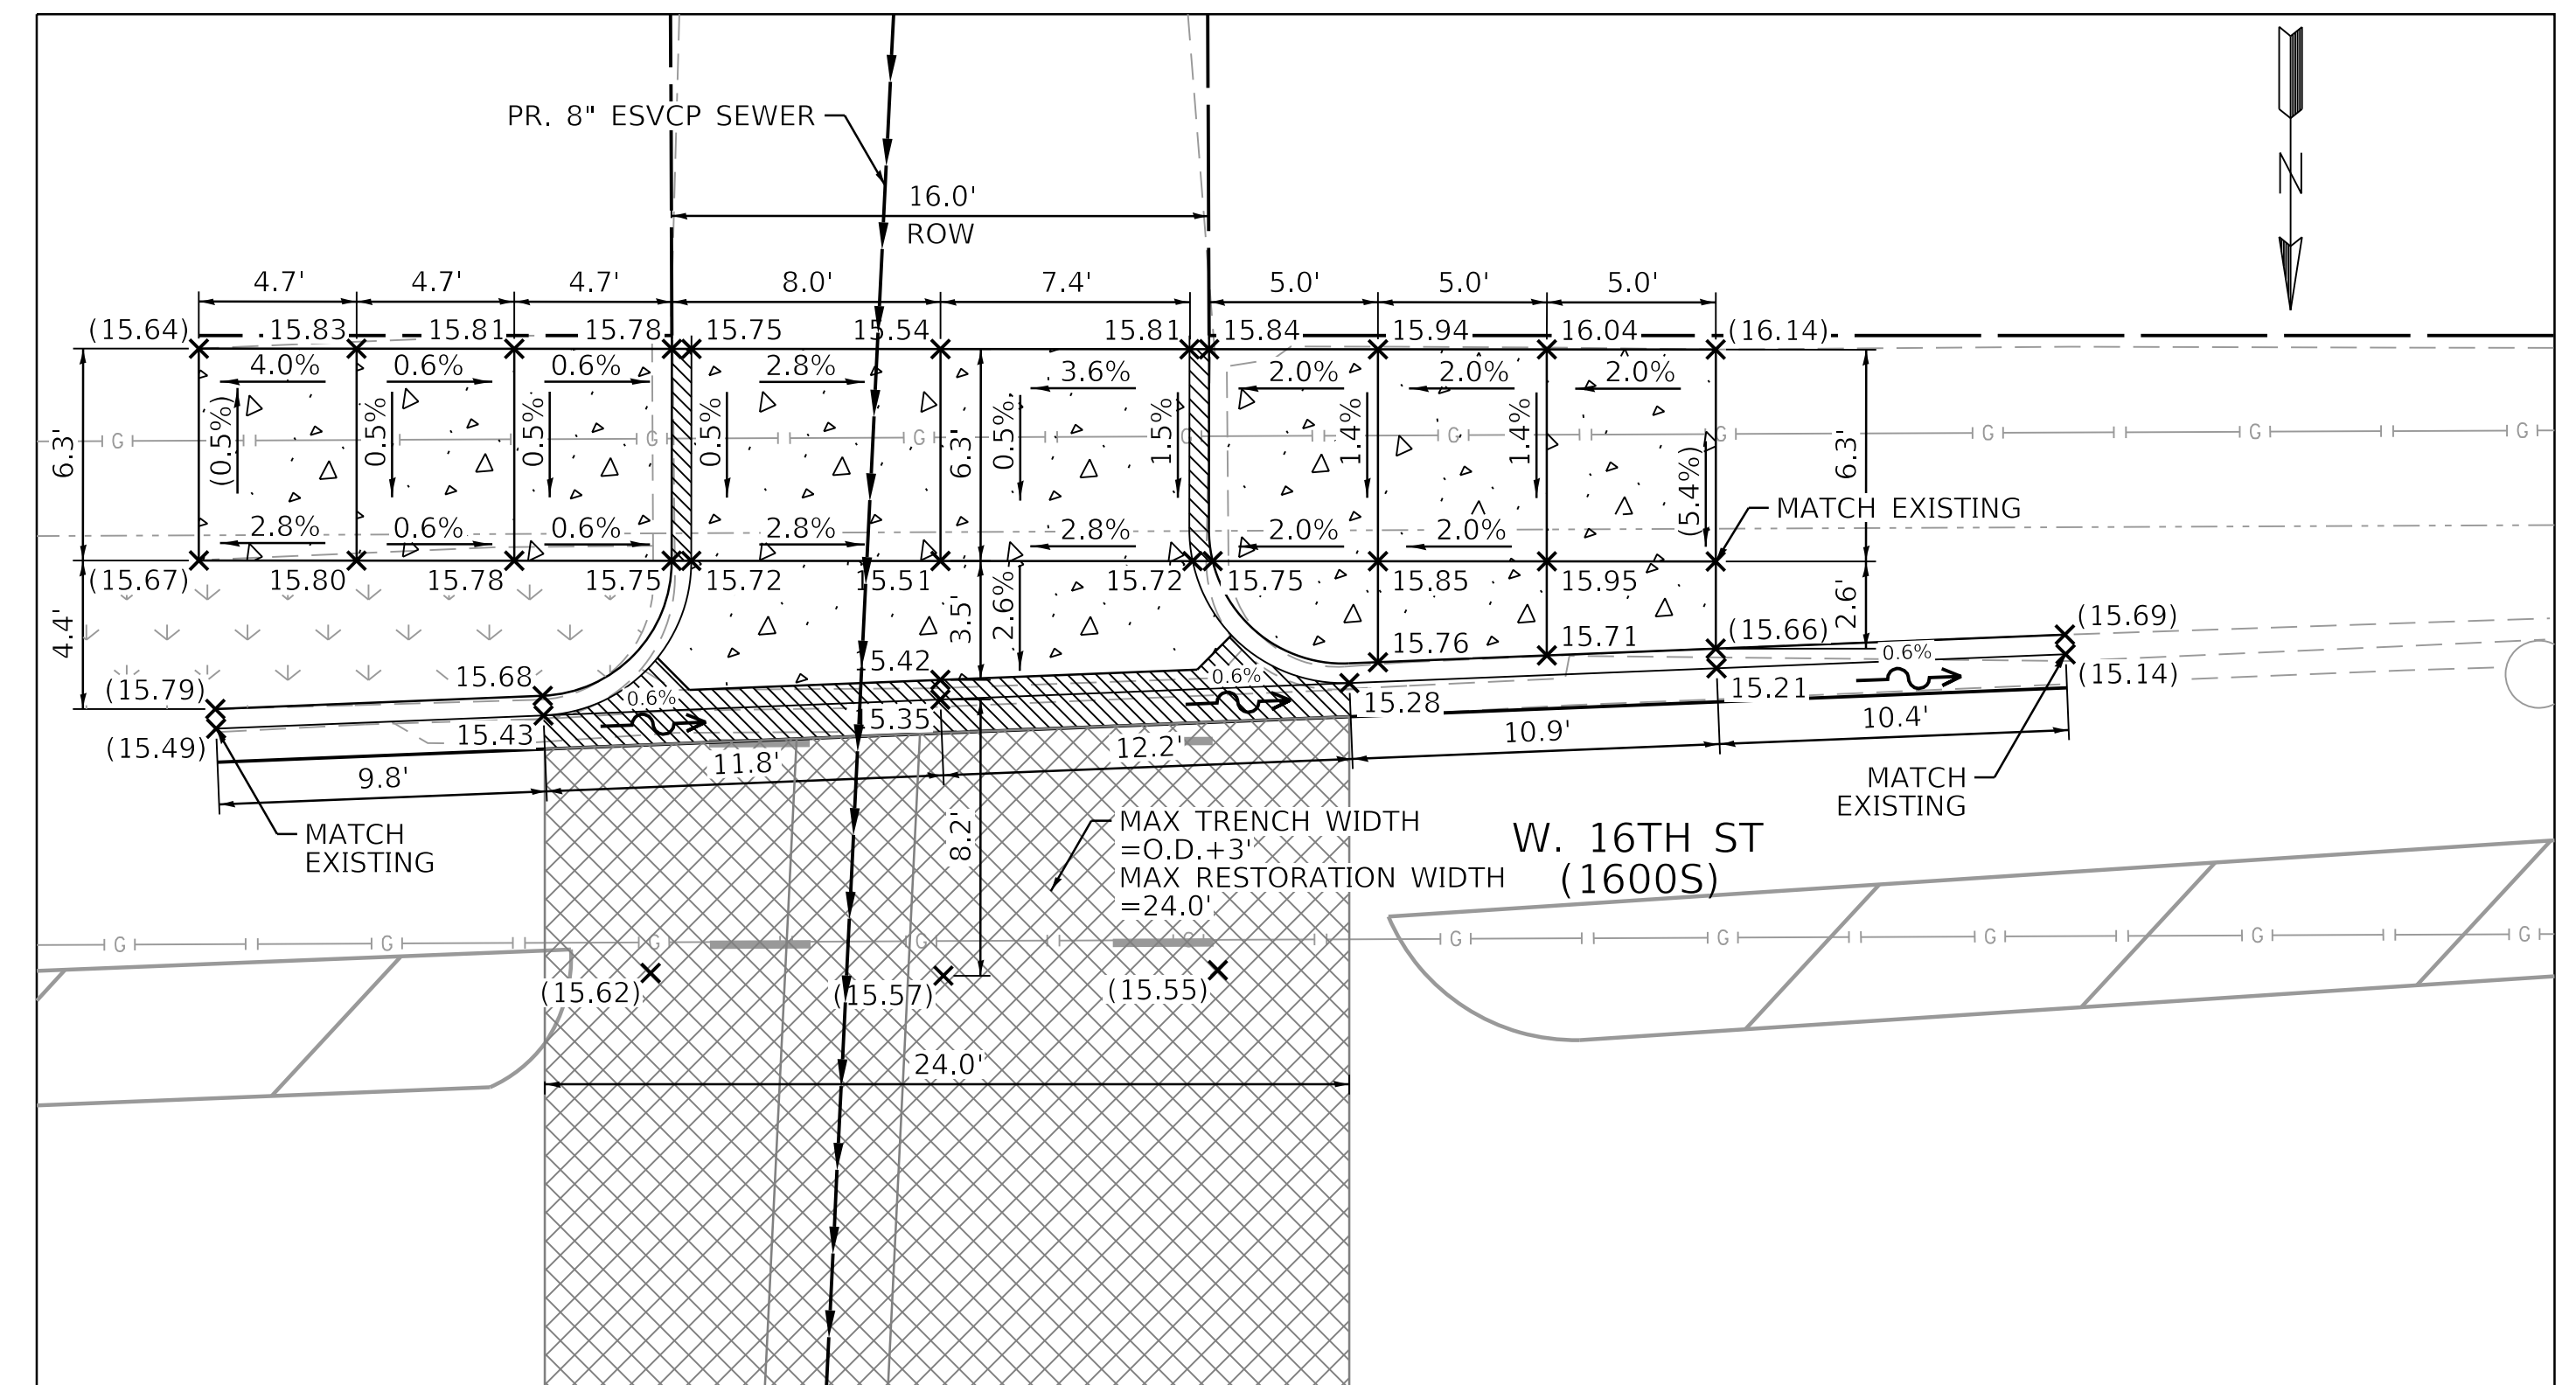 PR. 8" ESVCP SEWER
N
16.0'
ROW
4.7' 4.7' 4.7' 8.0' 7.4' 5.0' 5.0' 5.0'
(15.64) 15.83 15.81 15.78 15.75 15.54 15.81 15.84 15.94 16.04 (16.14)
4.0% 0.6% 0.6% 2.8% 3.6% 2.0% 2.0% 2.0%
6.3' (0.5%) 0.5% 0.5% 0.5% 6.3' 0.5% 1.5% 1.4% 1.4% (5.4%) 6.3'
G G G G G G G G G G
MATCH EXISTING
2.8% 0.6% 0.6% 2.8% 2.8% 2.0% 2.0%
(15.67) 15.80 15.78 15.75 15.72 15.51 15.72 15.75 15.85 15.95
4.4' 3.5' 2.6% 2.6'
(15.69)
15.76 15.71 (15.66)
0.6%
(15.79) 15.68 15.42
0.6% 0.6%
(15.14)
15.21
15.28
(15.49) 15.43 15.35
9.8' 11.8' 12.2' 10.9' 10.4'
MATCH
EXISTING
MATCH
EXISTING
8.2'
MAX TRENCH WIDTH
=O.D.+3'
MAX RESTORATION WIDTH
=24.0'
W. 16TH ST
(1600S)
G G G G G G G G G G
(15.62) (15.57) (15.55)
24.0'